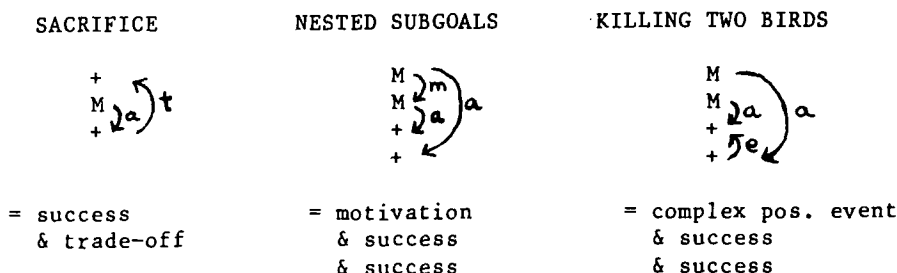 SACRIFICE
+
M
+
a
t
= success
& trade-off
NESTED SUBGOALS
M
M
+
+
m
a
a
= motivation
& success
& success
KILLING TWO BIRDS
M
M
+
+
a
e
a
= complex pos. event
& success
& success